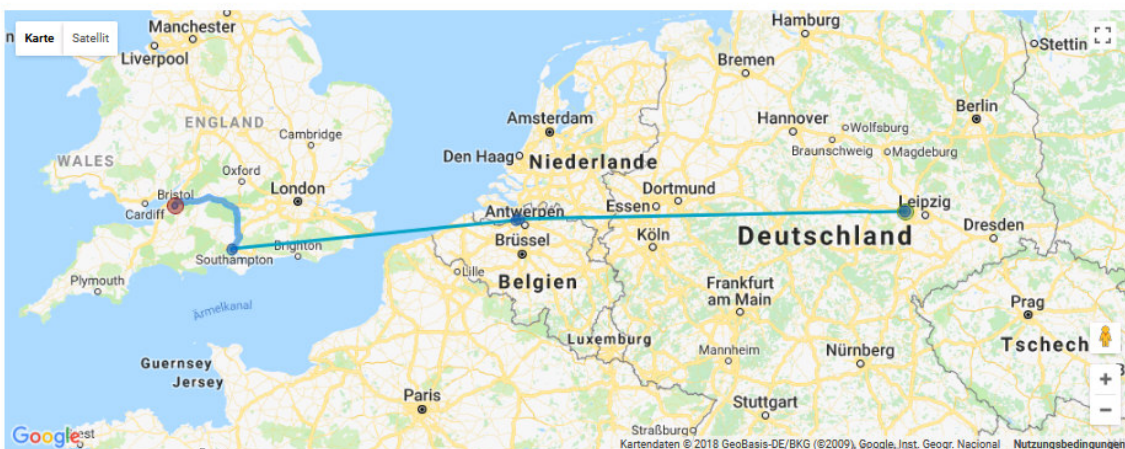 Karte
Satellit
Manchester
Liverpool
ENGLAND
WALES
Cambridge
Oxford
Bristol
Cardiff
London
Brighton
Southampton
Plymouth
Ärmelkanal
Guernsey
Jersey
Hamburg
Stettin
Bremen
Berlin
Amsterdam
Hannover
Wolfsburg
Braunschweig
Magdeburg
Den Haag
Niederlande
Dortmund
Essen
Antwerpen
Leipzig
Dresden
Brüssel
Köln
Deutschland
Lille
Belgien
Frankfurt
am Main
Prag
Luxemburg
Tschech
Mannheim
Nürnberg
Paris
Stuttgart
Straßburg
Google
Kartendaten © 2018 GeoBasis-DE/BKG (©2009), Google, Inst. Geogr. Nacional
Nutzungsbedingungen